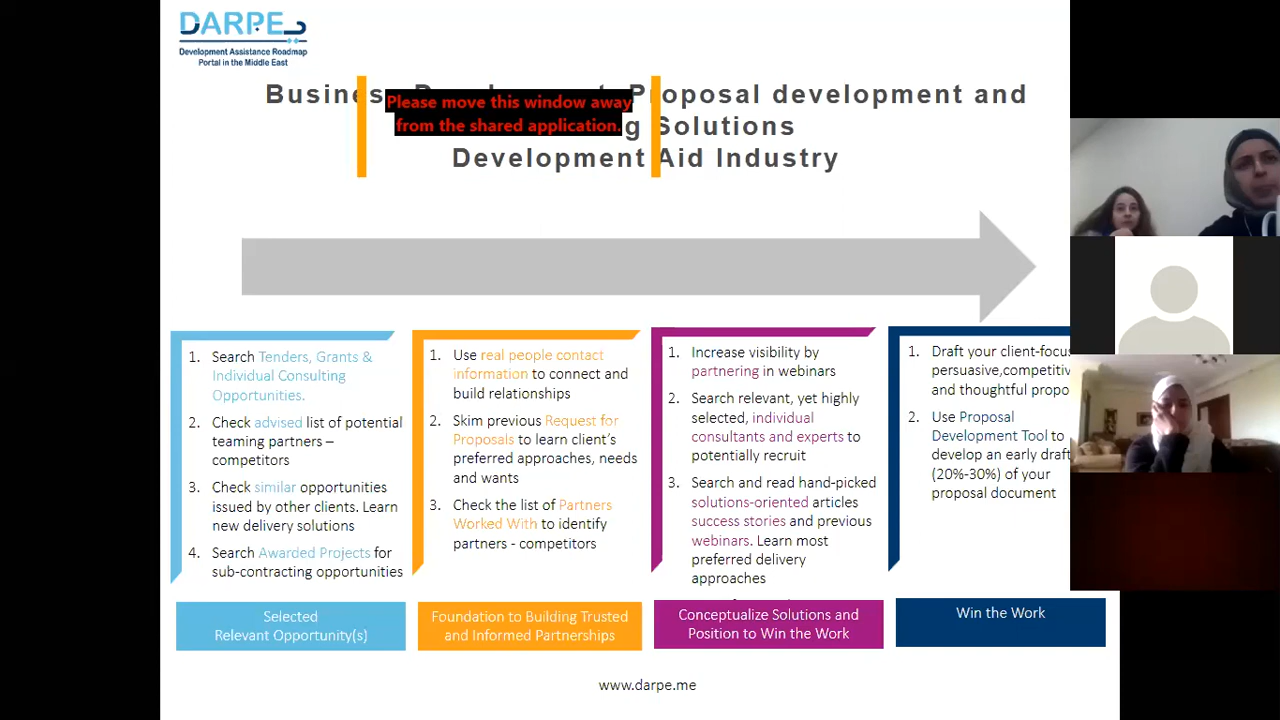 DARPE
Development Assistance Roadmap
Portal in the Middle East
Busines Proposal development and
g Solutions
Development Aid Industry
Please move this window away
from the shared application.
1. Search Tenders, Grants &
Individual Consulting
Opportunities.
2. Check advised list of potential
teaming partners –
competitors
3. Check similar opportunities
issued by other clients. Learn
new delivery solutions
4. Search Awarded Projects for
sub-contracting opportunities
Selected
Relevant Opportunity(s)
1. Use real people contact
information to connect and
build relationships
2. Skim previous Request for
Proposals to learn client’s
preferred approaches, needs
and wants
3. Check the list of Partners
Worked With to identify
partners - competitors
Foundation to Building Trusted
and Informed Partnerships
1. Increase visibility by
partnering in webinars
2. Search relevant, yet highly
selected, individual
consultants and experts to
potentially recruit
3. Search and read hand-picked
solutions-oriented articles
success stories and previous
webinars. Learn most
preferred delivery
approaches
Conceptualize Solutions and
Position to Win the Work
1. Draft your client-focus
persuasive,competitiv
and thoughtful propo
2. Use Proposal
Development Tool to
develop an early draft
(20%-30%) of your
proposal document
Win the Work
www.darpe.me